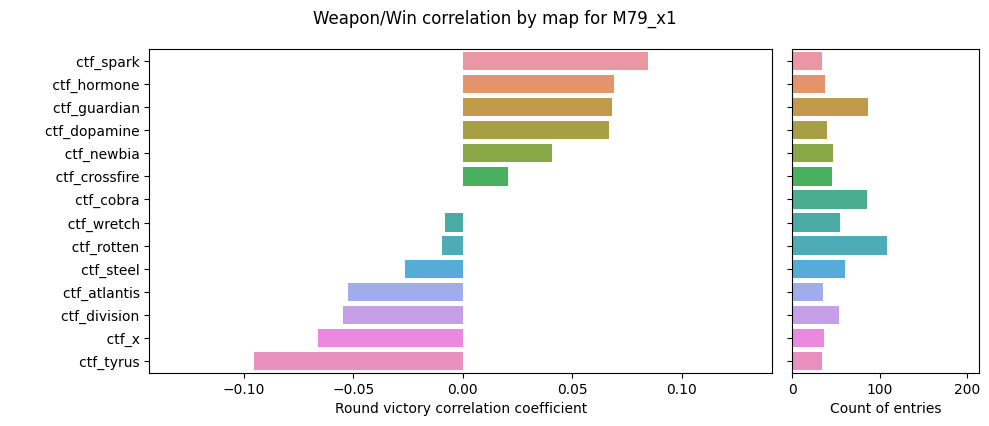 Weapon/Win correlation by map for M79_x1
ctf_spark
ctf_hormone
ctf_guardian
ctf_dopamine
ctf_newbia
ctf_crossfire
ctf_cobra
ctf_wretch
ctf_rotten
ctf_steel
ctf_atlantis
ctf_division
ctf_x
ctf_tyrus
−0.10 −0.05 0.00 0.05 0.10
Round victory correlation coefficient
0 100 200
Count of entries